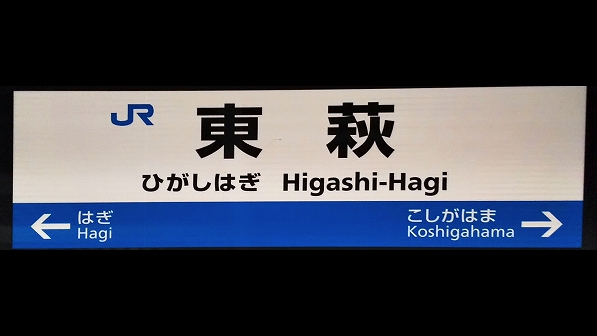 JR
東萩
ひがしはぎ Higashi-Hagi
← はぎ
Hagi
こしがはま →
Koshigahama